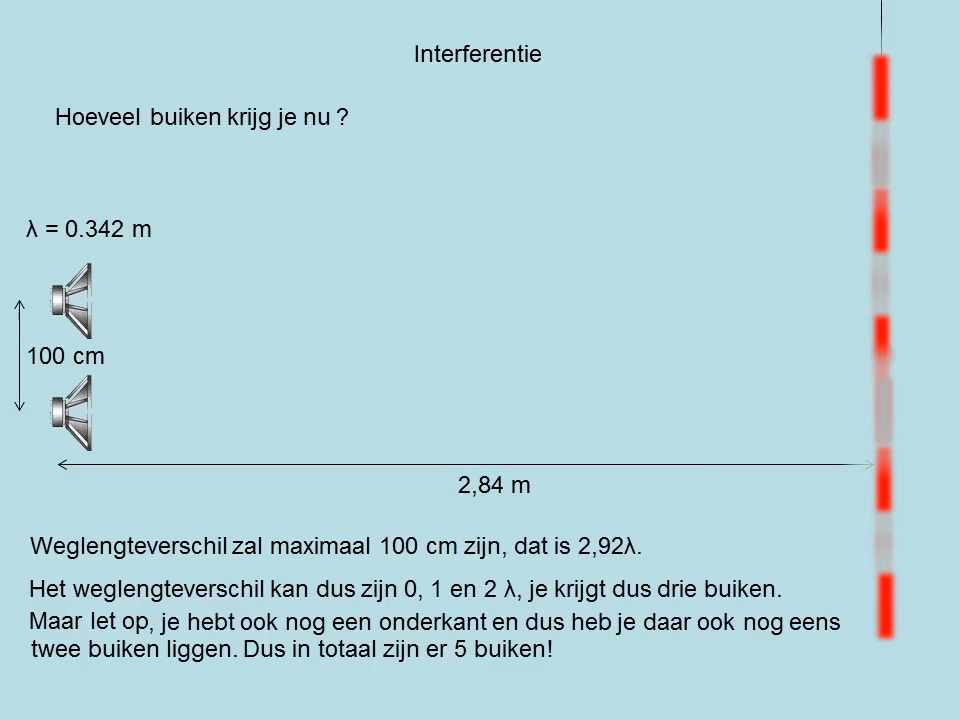 Interferentie
Hoeveel buiken krijg je nu ?
λ = 0.342 m
100 cm
2,84 m
Weglengteverschil zal maximaal 100 cm zijn, dat is 2,92λ.
Het weglengteverschil kan dus zijn 0, 1 en 2 λ, je krijgt dus drie buiken.
Maar let op, je hebt ook nog een onderkant en dus heb je daar ook nog eens
twee buiken liggen. Dus in totaal zijn er 5 buiken!